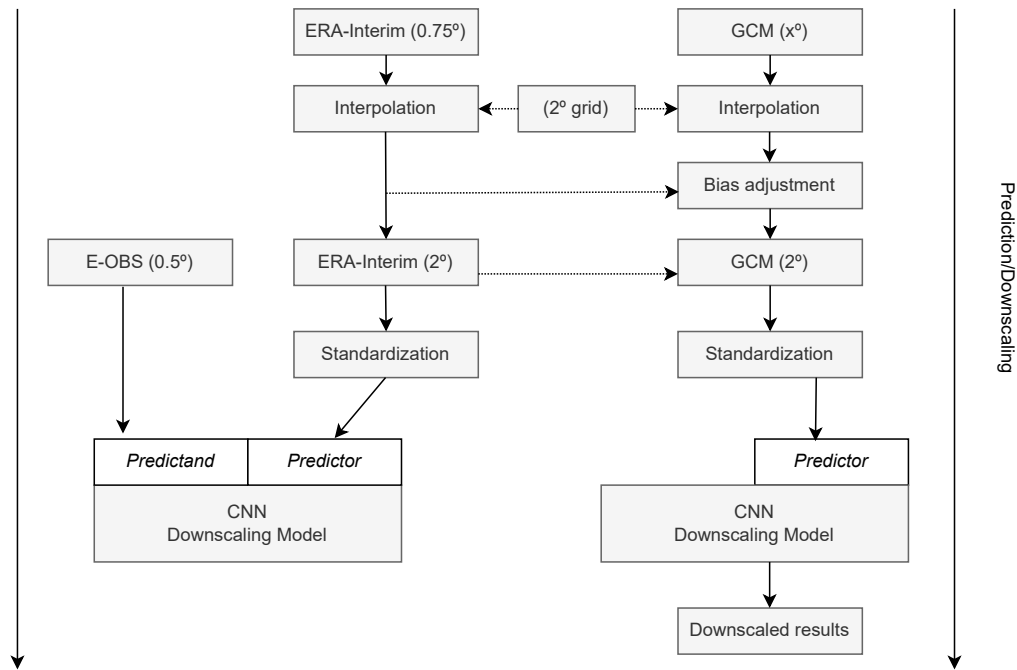 ERA-Interim (0.75º)
GCM (xº)
Interpolation
(2º grid)
Interpolation
Bias adjustment
E-OBS (0.5º)
ERA-Interim (2º)
GCM (2º)
Standardization
Standardization
Predictand
Predictor
Predictor
CNN
Downscaling Model
CNN
Downscaling Model
Downscaled results
Prediction/Downscaling